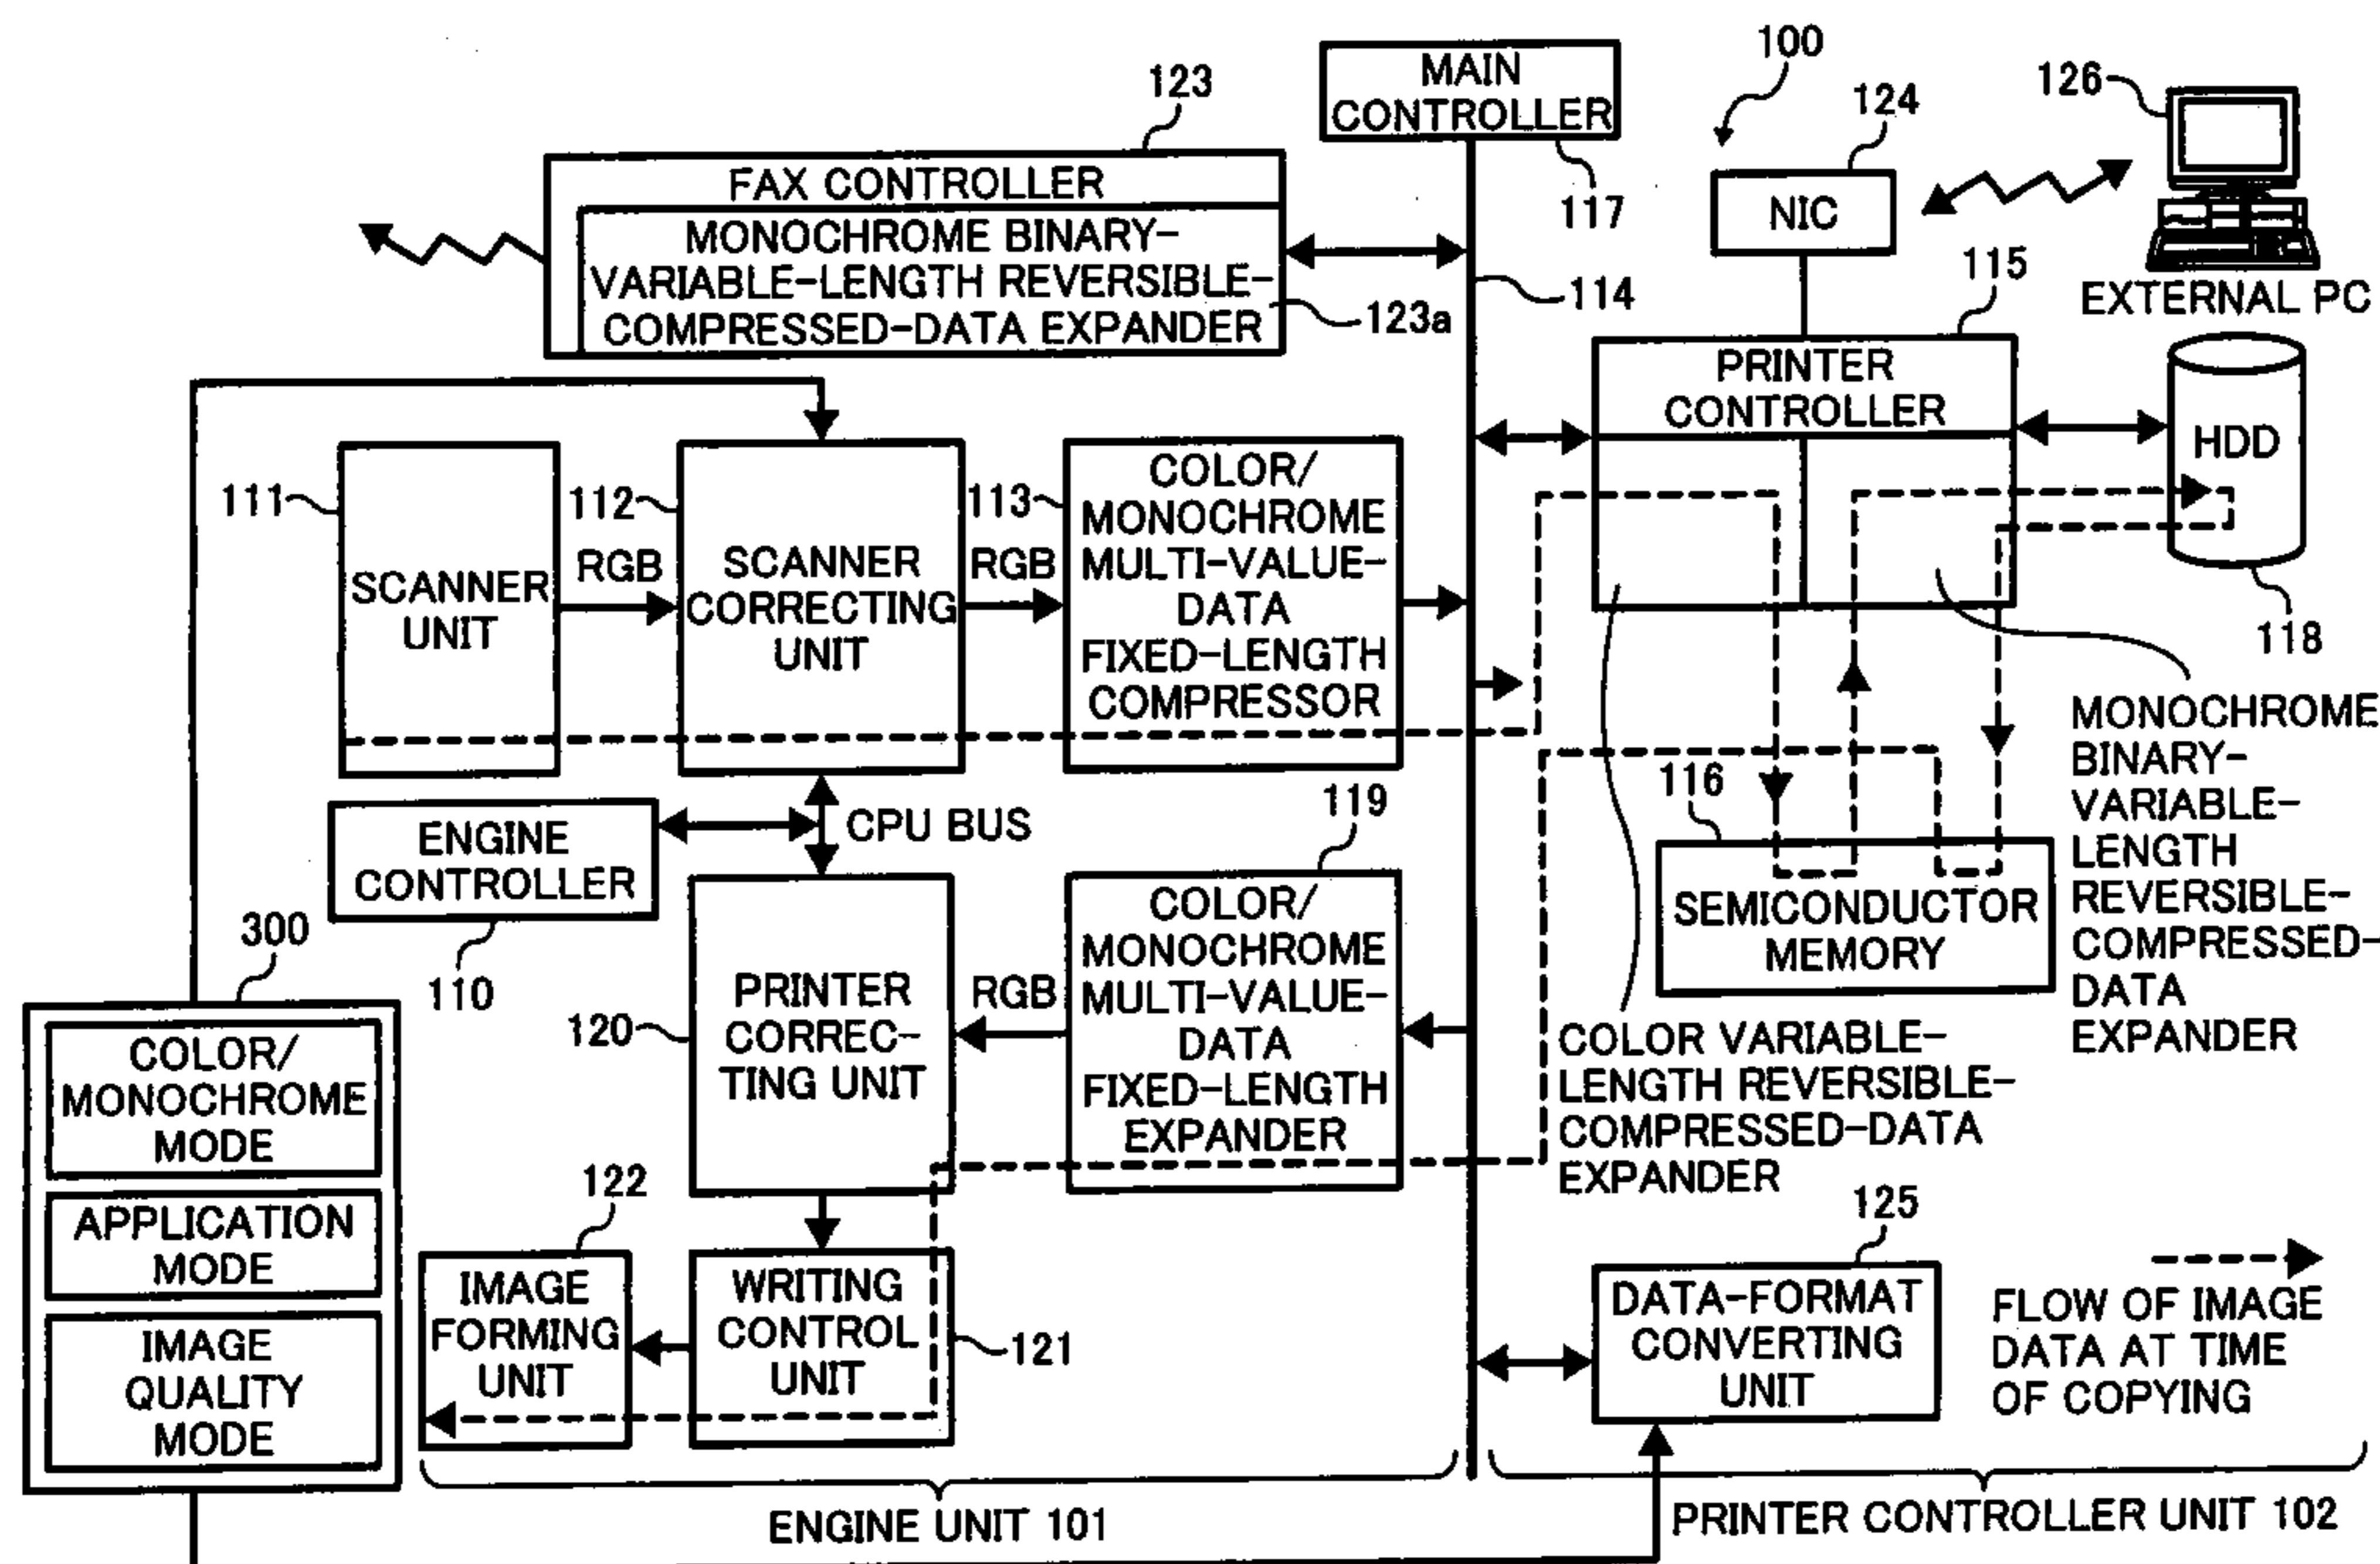 100
MAIN
CONTROLLER
117
123
FAX CONTROLLER
MONOCHROME BINARY-
VARIABLE-LENGTH REVERSIBLE-
COMPRESSED-DATA EXPANDER
123a
114
124
NIC
126
EXTERNAL PC
115
PRINTER
CONTROLLER
HDD
118
111
SCANNER
UNIT
RGB
112
SCANNER
CORRECTING
UNIT
RGB
113
COLOR/
MONOCHROME
MULTI-VALUE-
DATA
FIXED-LENGTH
COMPRESSOR
MONOCHROME
BINARY-
VARIABLE-
LENGTH
REVERSIBLE-
COMPRESSED-
DATA
EXPANDER
116
SEMICONDUCTOR
MEMORY
ENGINE
CONTROLLER
110
CPU BUS
119
COLOR/
MONOCHROME
MULTI-VALUE-
DATA
FIXED-LENGTH
EXPANDER
RGB
120
PRINTER
CORREC-
TING UNIT
COLOR VARIABLE-
LENGTH REVERSIBLE-
COMPRESSED-DATA
EXPANDER
300
COLOR/
MONOCHROME
MODE
APPLICATION
MODE
IMAGE
QUALITY
MODE
122
IMAGE
FORMING
UNIT
WRITING
CONTROL
UNIT
121
125
DATA-FORMAT
CONVERTING
UNIT
FLOW OF IMAGE
DATA AT TIME
OF COPYING
ENGINE UNIT 101
PRINTER CONTROLLER UNIT 102